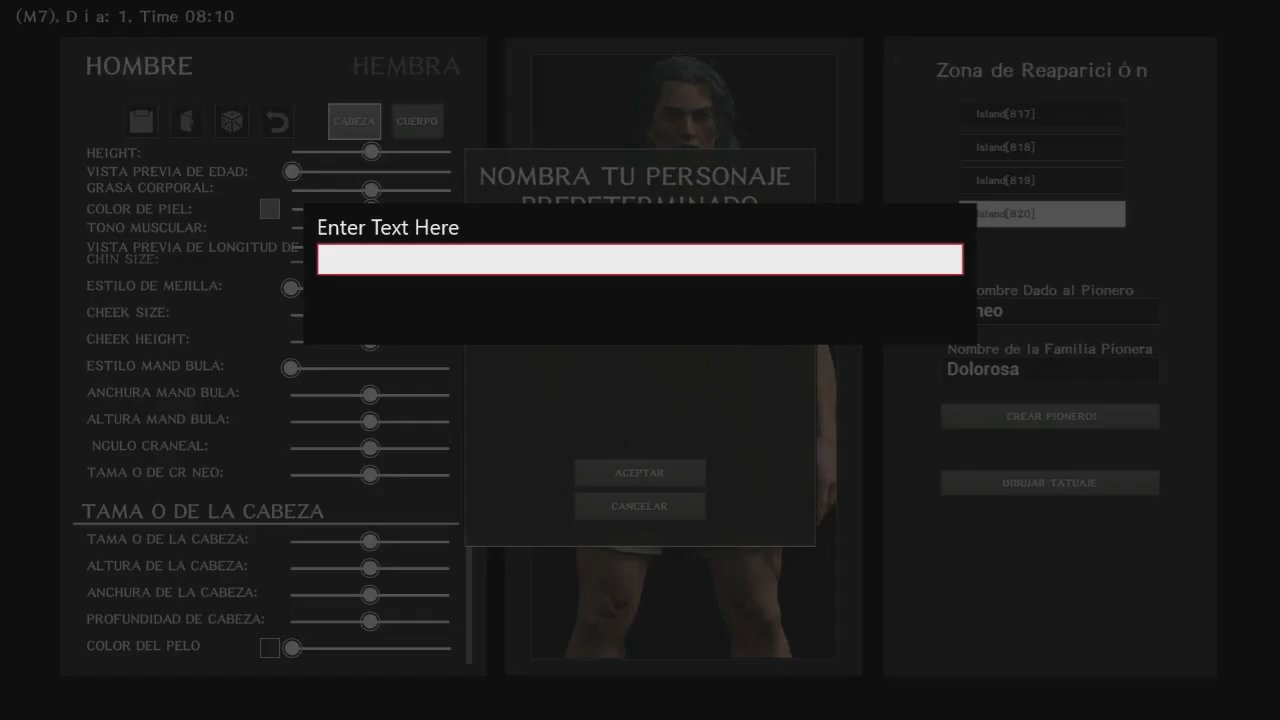 (M7), Día: 1, Time 08:10
HOMBRE
HEMBRA
CABEZA
CUERPO
HEIGHT:
VISTA PREVIA DE EDAD:
GRASA CORPORAL:
COLOR DE PIEL:
TONO MUSCULAR:
VISTA PREVIA DE LONGITUD DE
CHIN SIZE:
ESTILO DE MEJILLA:
CHEEK SIZE:
CHEEK HEIGHT:
ESTILO MAND BULA:
ANCHURA MAND BULA:
ALTURA MAND BULA:
NGULO CRANEAL:
TAMA O DE CR NEO:
TAMA O DE LA CABEZA
TAMA O DE LA CABEZA:
ALTURA DE LA CABEZA:
ANCHURA DE LA CABEZA:
PROFUNDIDAD DE CABEZA:
COLOR DEL PELO
NOMBRA TU PERSONAJE
PREDETERMINADO
Enter Text Here
ACEPTAR
CANCELAR
Zona de Reaparición
Island[817]
Island[818]
Island[819]
Island[820]
ombre Dado al Pionero
neo
Nombre de la Familia Pionera
Dolorosa
CREAR PIONERO!
DIBUJAR TATUAJE